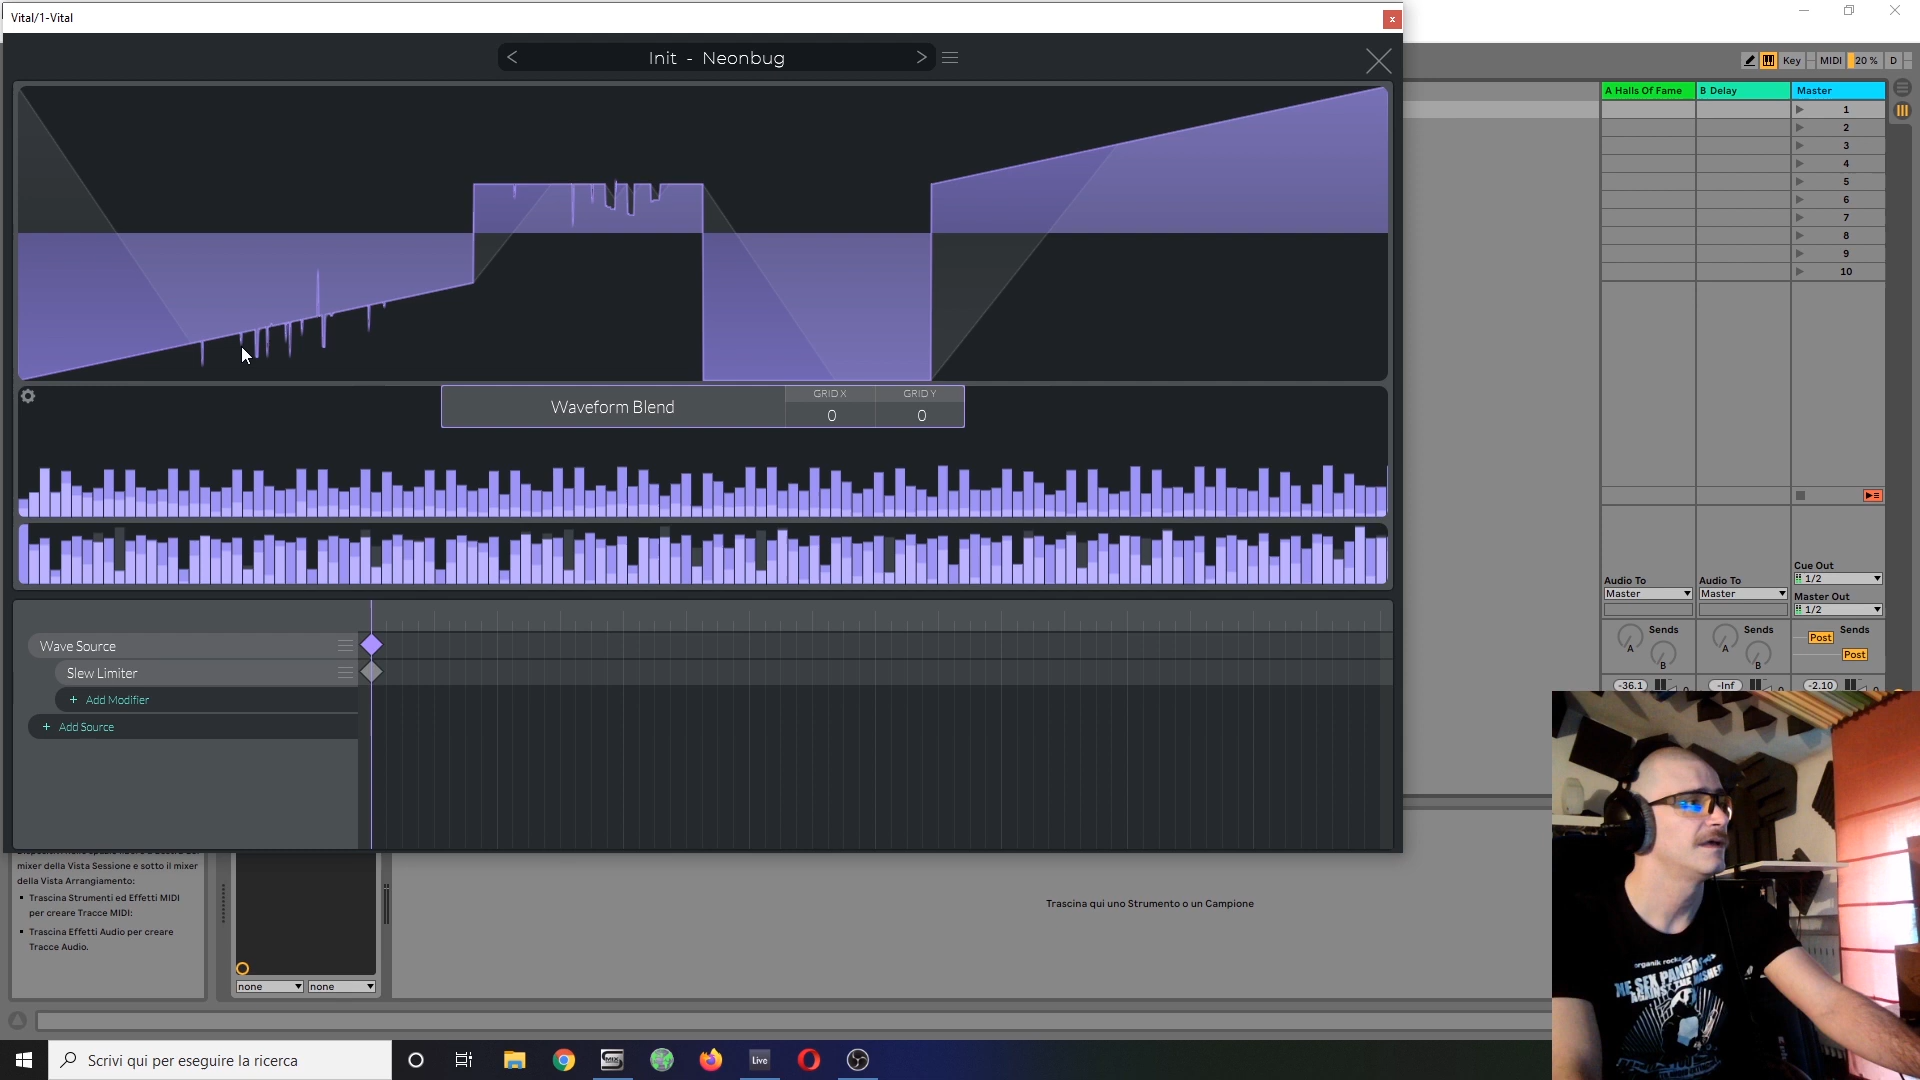 Vital/1-Vital
x
Init - Neonbug
Key
MIDI
20 %
D
A Halls Of Fame
B Delay
Master
1
2
3
4
5
6
7
8
9
10
Waveform Blend
GRID X
0
GRID Y
0
Wave Source
Slew Limiter
+ Add Modifier
+ Add Source
Cue Out
1/2
Master Out
1/2
Audio To
Master
Audio To
Master
Sends
A
B
Sends
A
B
Sends
Post
Post
-36.1
-Inf
-2.10
mixer della Vista Sessione e sotto il mixer
della Vista Arrangiamento:
Trascina Strumenti ed Effetti MIDI
per creare Tracce MIDI:
Trascina Effetti Audio per creare
Tracce Audio.
none
none
Trascina qui uno Strumento o un Campione
organik rock
AGAINST THE
Scrivi qui per eseguire la ricerca
Live